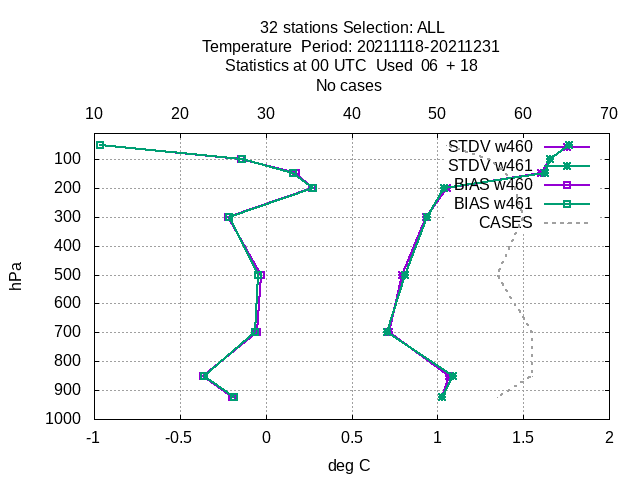 32 stations Selection: ALL
Temperature  Period: 20211118-20211231
Statistics at 00 UTC  Used  06  + 18
No cases
10 20 30 40 50 60 70
STDV w460
STDV w461
BIAS w460
BIAS w461
CASES
hPa
100
200
300
400
500
600
700
800
900
1000
-1 -0.5 0 0.5 1 1.5 2
deg C